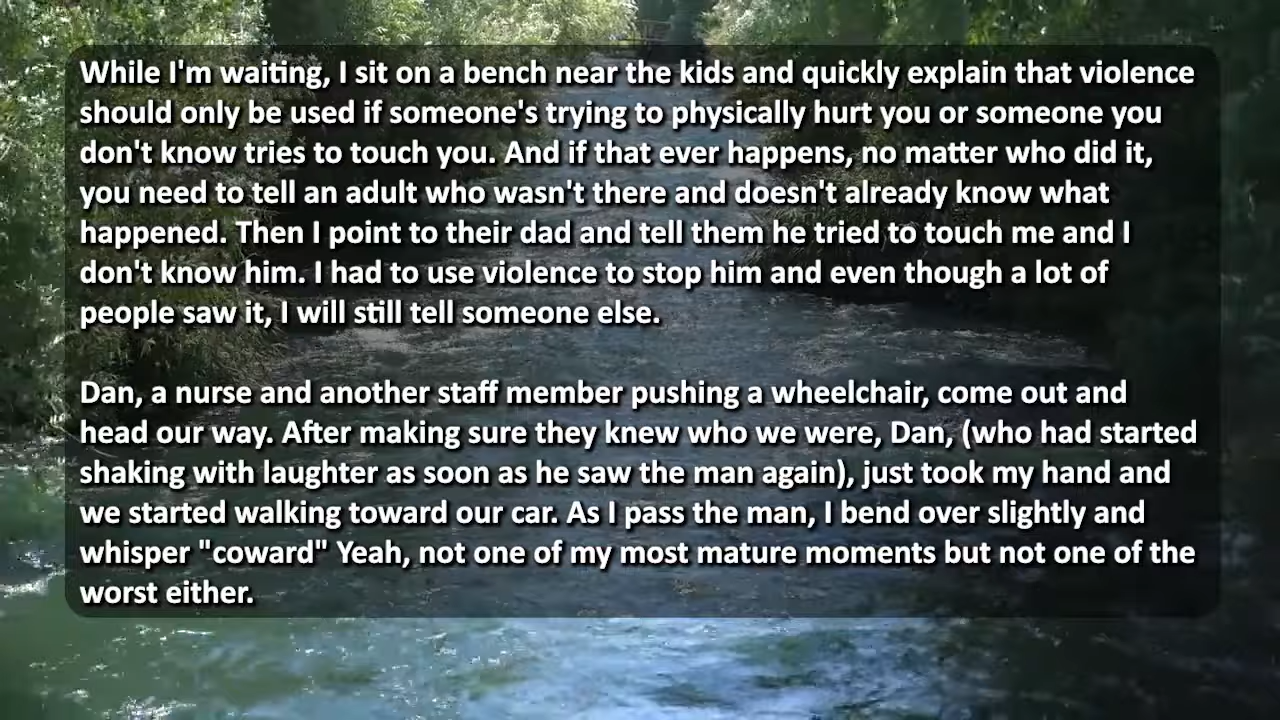 While I'm waiting, I sit on a bench near the kids and quickly explain that violence
should only be used if someone's trying to physically hurt you or someone you
don't know tries to touch you. And if that ever happens, no matter who did it,
you need to tell an adult who wasn't there and doesn't already know what
happened. Then I point to their dad and tell them he tried to touch me and I
don't know him. I had to use violence to stop him and even though a lot of
people saw it, I will still tell someone else.
Dan, a nurse and another staff member pushing a wheelchair, come out and
head our way. After making sure they knew who we were, Dan, (who had started
shaking with laughter as soon as he saw the man again), just took my hand and
we started walking toward our car. As I pass the man, I bend over slightly and
whisper "coward" Yeah, not one of my most mature moments but not one of the
worst either.